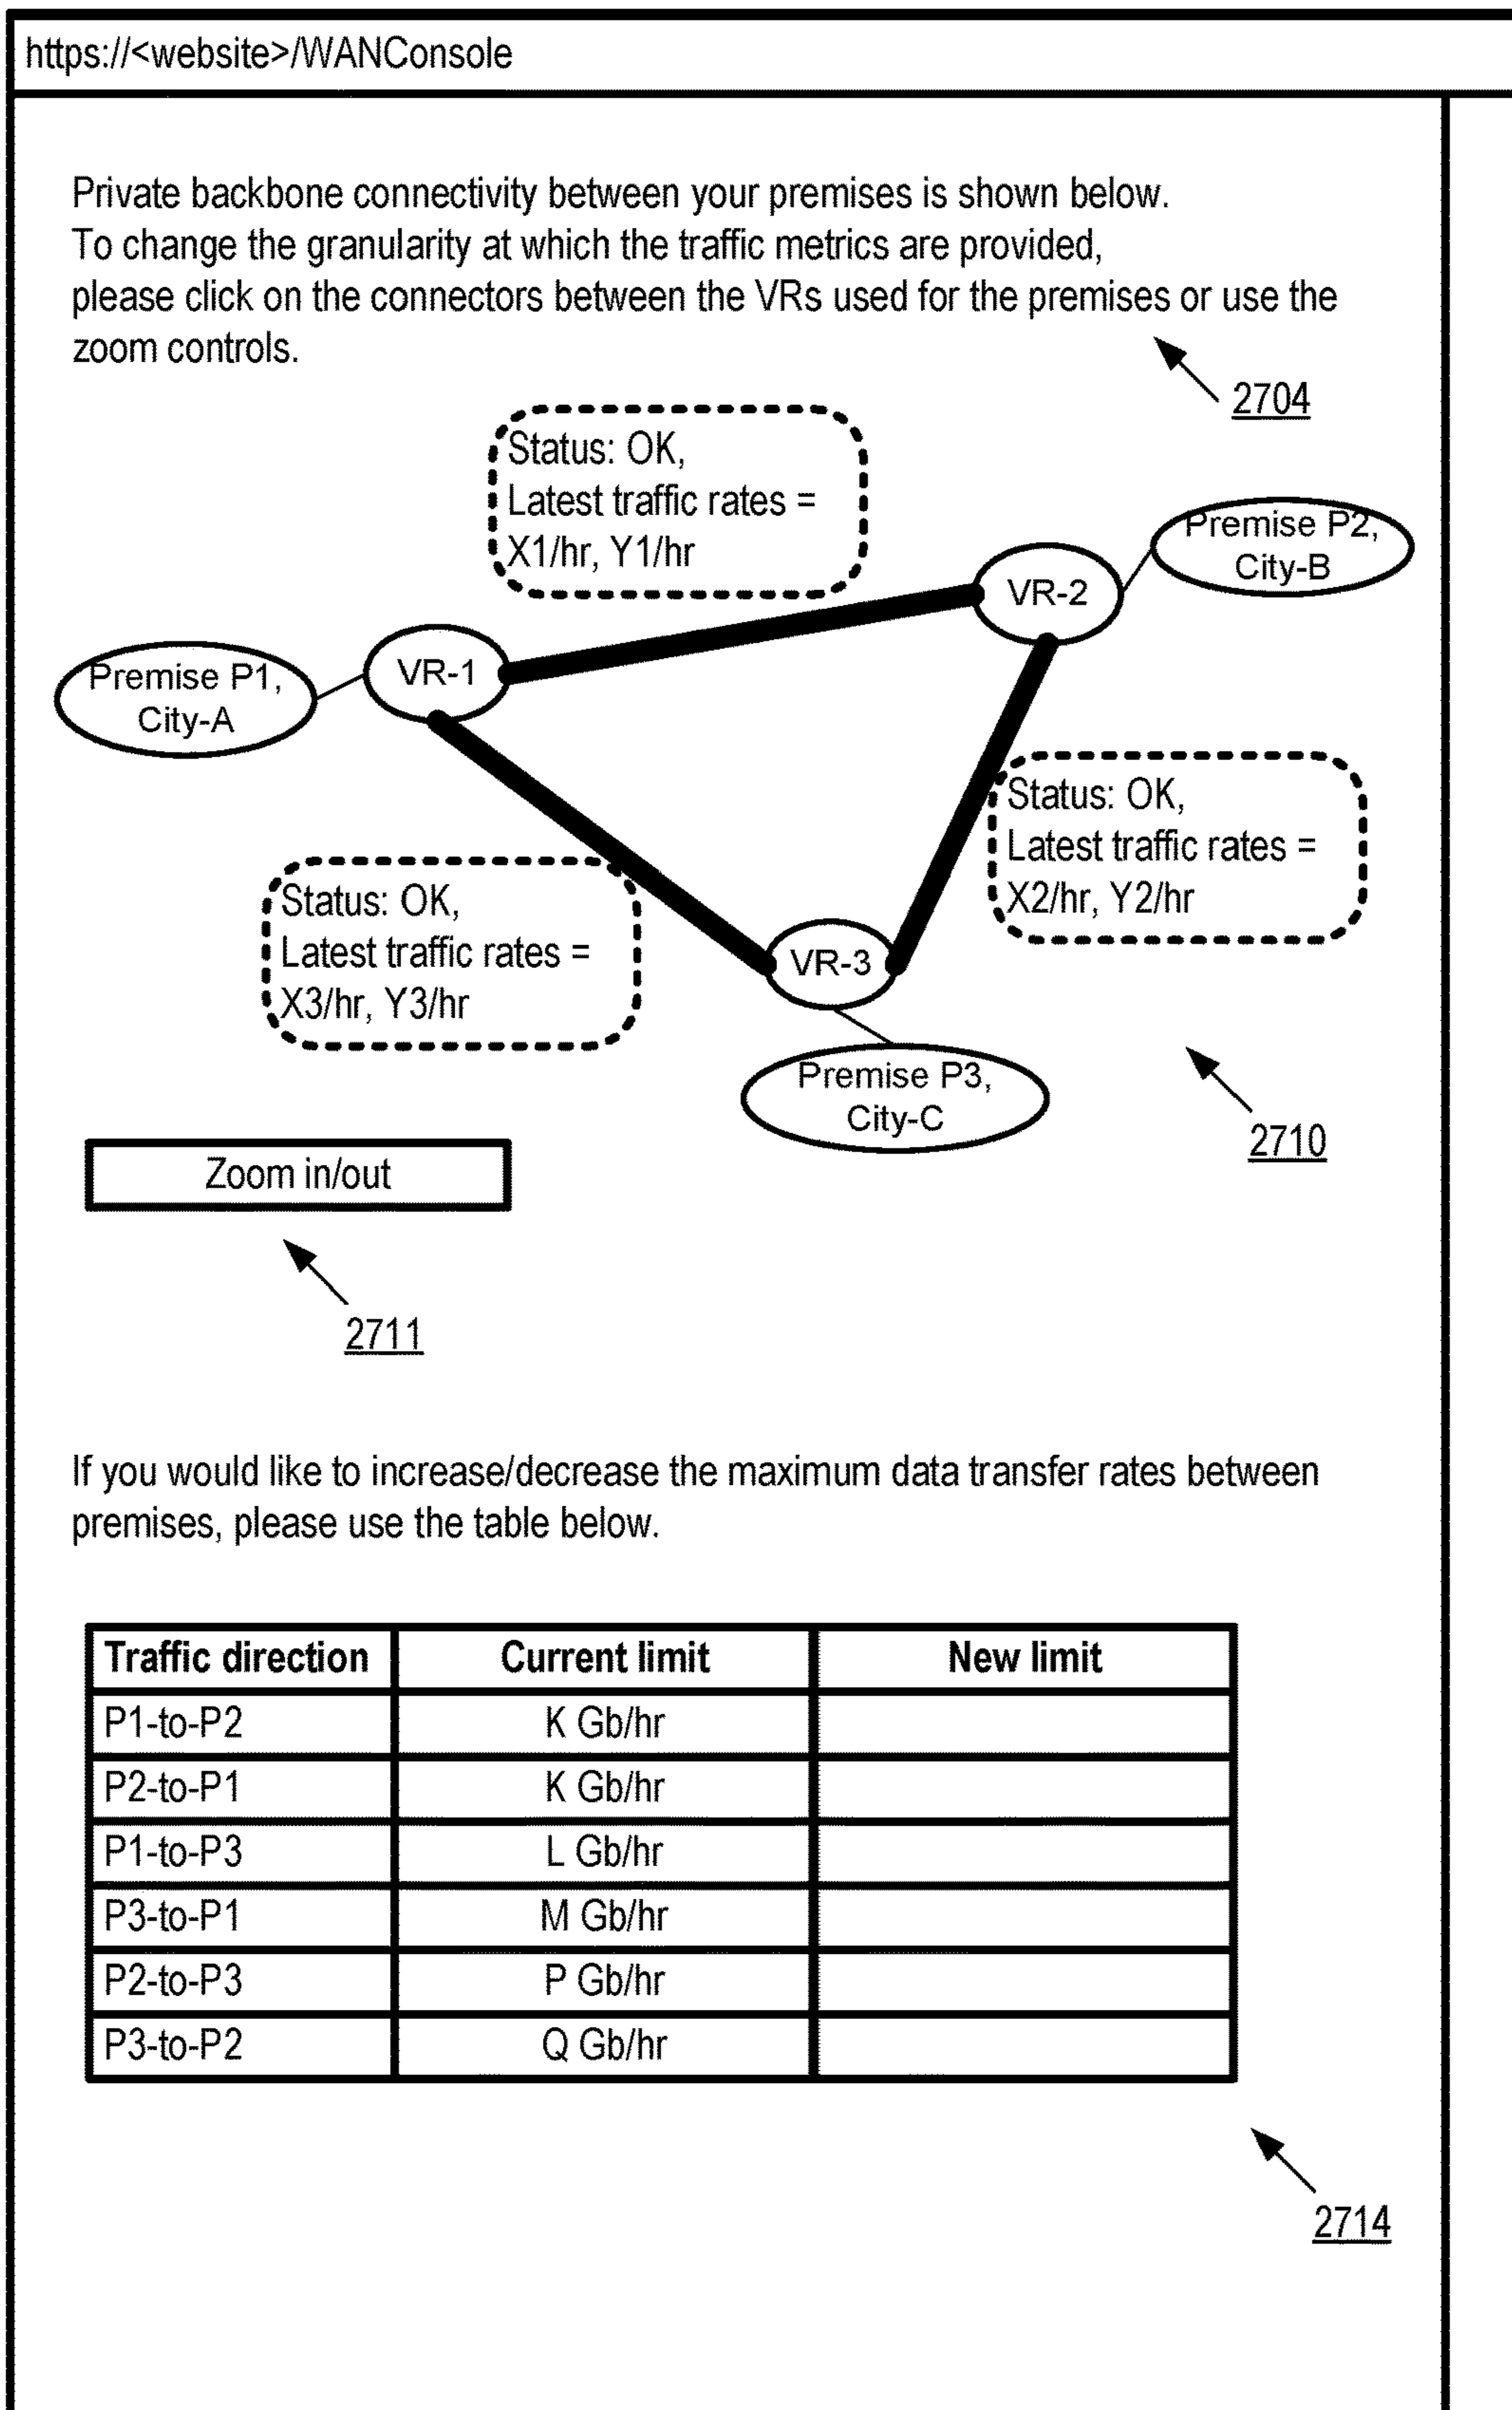 https://<website>/WANConsole
Private backbone connectivity between your premises is shown below.
To change the granularity at which the traffic metrics are provided,
please click on the connectors between the VRs used for the premises or use the
zoom controls.
2704
Status: OK,
Latest traffic rates =
X1/hr, Y1/hr
Premise P2,
City-B
VR-2
VR-1
Premise P1,
City-A
Status: OK,
Latest traffic rates =
X2/hr, Y2/hr
Status: OK,
Latest traffic rates =
X3/hr, Y3/hr
VR-3
Premise P3,
City-C
2710
Zoom in/out
2711
If you would like to increase/decrease the maximum data transfer rates between
premises, please use the table below.
Traffic direction Current limit New limit
P1-to-P2 K Gb/hr
P2-to-P1 K Gb/hr
P1-to-P3 L Gb/hr
P3-to-P1 M Gb/hr
P2-to-P3 P Gb/hr
P3-to-P2 Q Gb/hr
2714